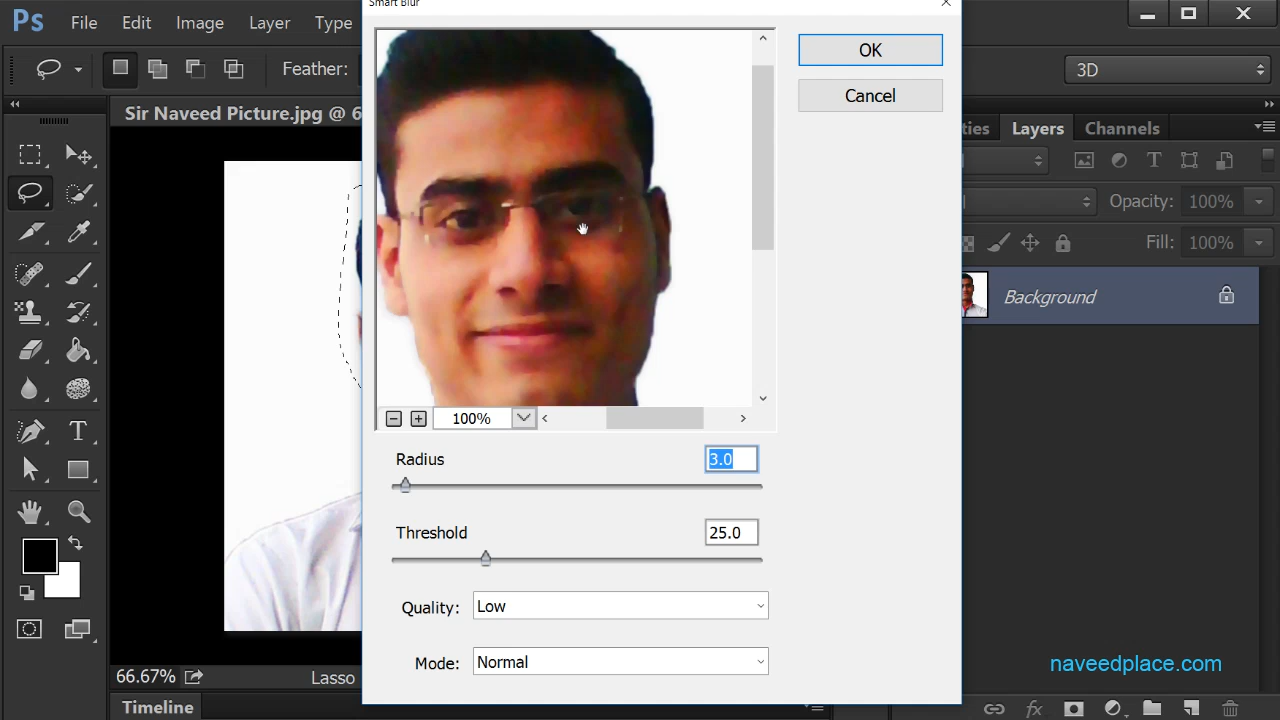 Smart Blur
Ps File Edit Image Layer Type
OK
Cancel
Feather:
3D
Sir Naveed Picture.jpg @ 6
ties Layers Channels
T
Opacity: 100%
Fill: 100%
Background
100%
Radius 3.0
Threshold 25.0
Quality: Low
Mode: Normal
T
66.67% Lasso
Timeline
naveedplace.com
fx